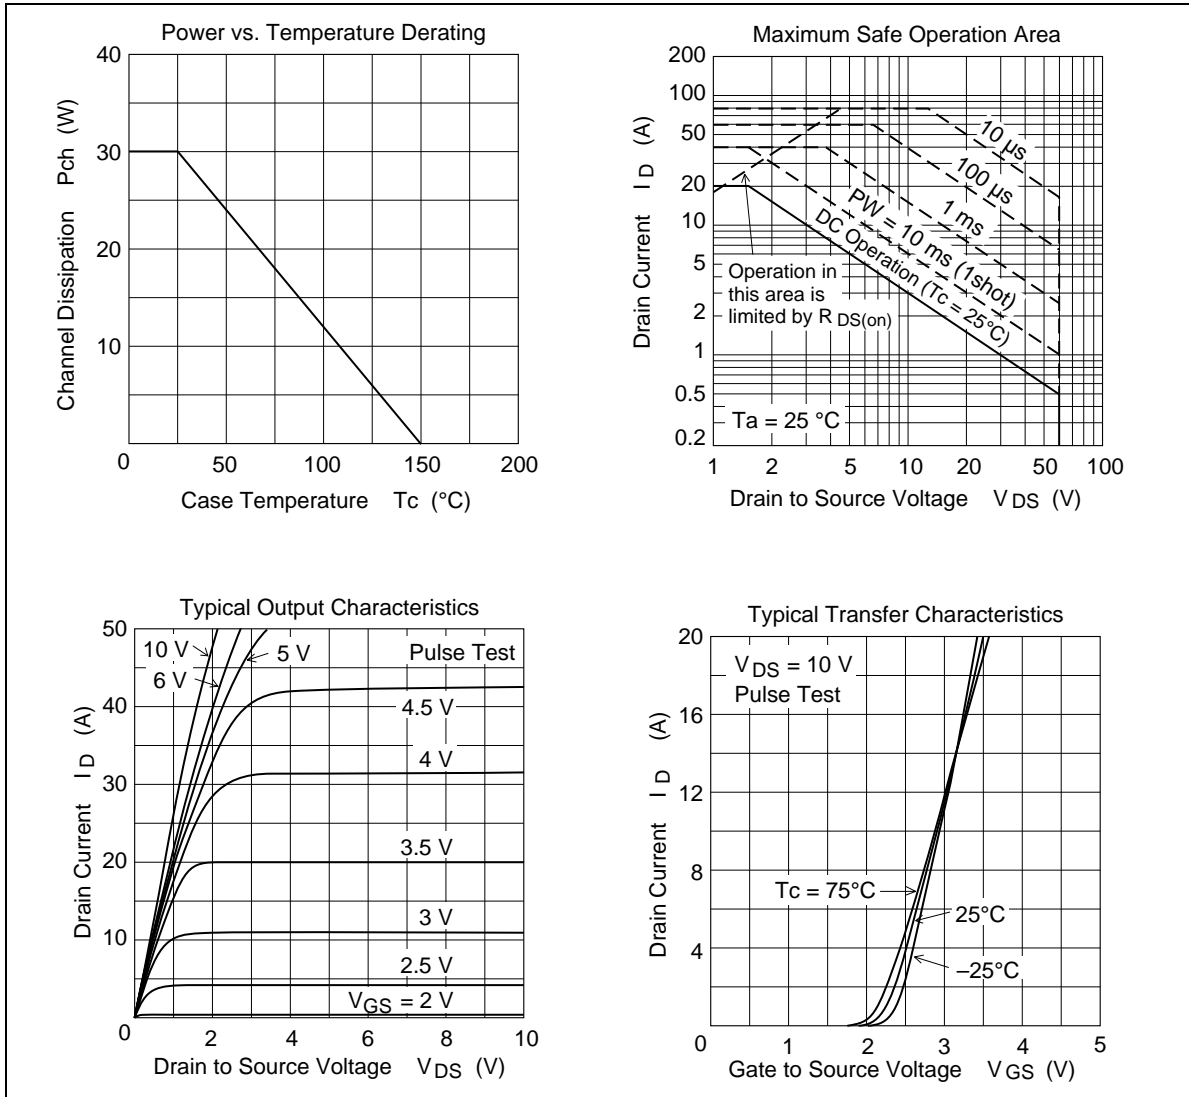 Power vs. Temperature Derating
40
30
20
10
0
50
100
150
200
Channel Dissipation Pch (W)
Case Temperature Tc (°C)
Maximum Safe Operation Area
200
100
50
20
10
5
2
1
0.5
0.2
1
2
5
10
20
50
100
Drain Current I D (A)
10 µs
100 µs
1 ms
PW = 10 ms (1shot)
DC Operation (Tc = 25°C)
Operation in
this area is
limited by R DS(on)
Ta = 25 °C
Drain to Source Voltage V DS (V)
Typical Output Characteristics
50
40
30
20
10
0
2
4
6
8
10
Drain Current I D (A)
10 V
6 V
5 V
Pulse Test
4.5 V
4 V
3.5 V
3 V
2.5 V
VGS = 2 V
Drain to Source Voltage V DS (V)
Typical Transfer Characteristics
20
16
12
8
4
0
1
2
3
4
5
Drain Current I D (A)
V DS = 10 V
Pulse Test
Tc = 75°C
25°C
–25°C
Gate to Source Voltage V GS (V)